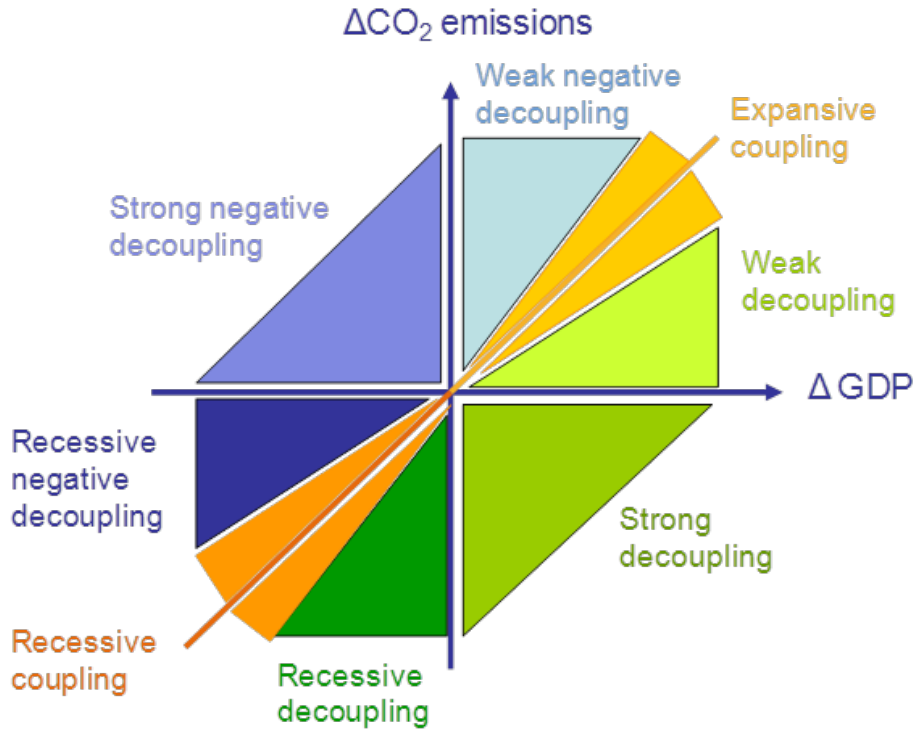 ΔCO₂ emissions
Weak negative
decoupling
Expansive
coupling
Strong negative
decoupling
Weak
decoupling
Δ GDP
Recessive
negative
decoupling
Strong
decoupling
Recessive
coupling
Recessive
decoupling